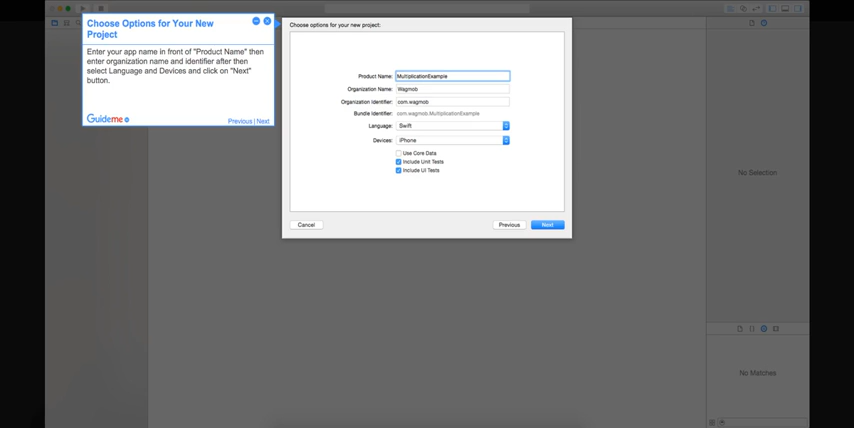 Choose Options for Your New
Project
Enter your app name in front of "Product Name" then
enter organization name and identifier after then
select Language and Devices and click on "Next"
button.
Guideme
Previous | Next
Choose options for your new project:
Product Name: MultiplicationExample
Organization Name: Wagmob
Organization Identifier: com.wagmob
Bundle Identifier: com.wagmob.MultiplicationExample
Language: Swift
Devices: iPhone
Use Core Data
Include Unit Tests
Include UI Tests
Cancel
Previous
Next
No Selection
No Matches